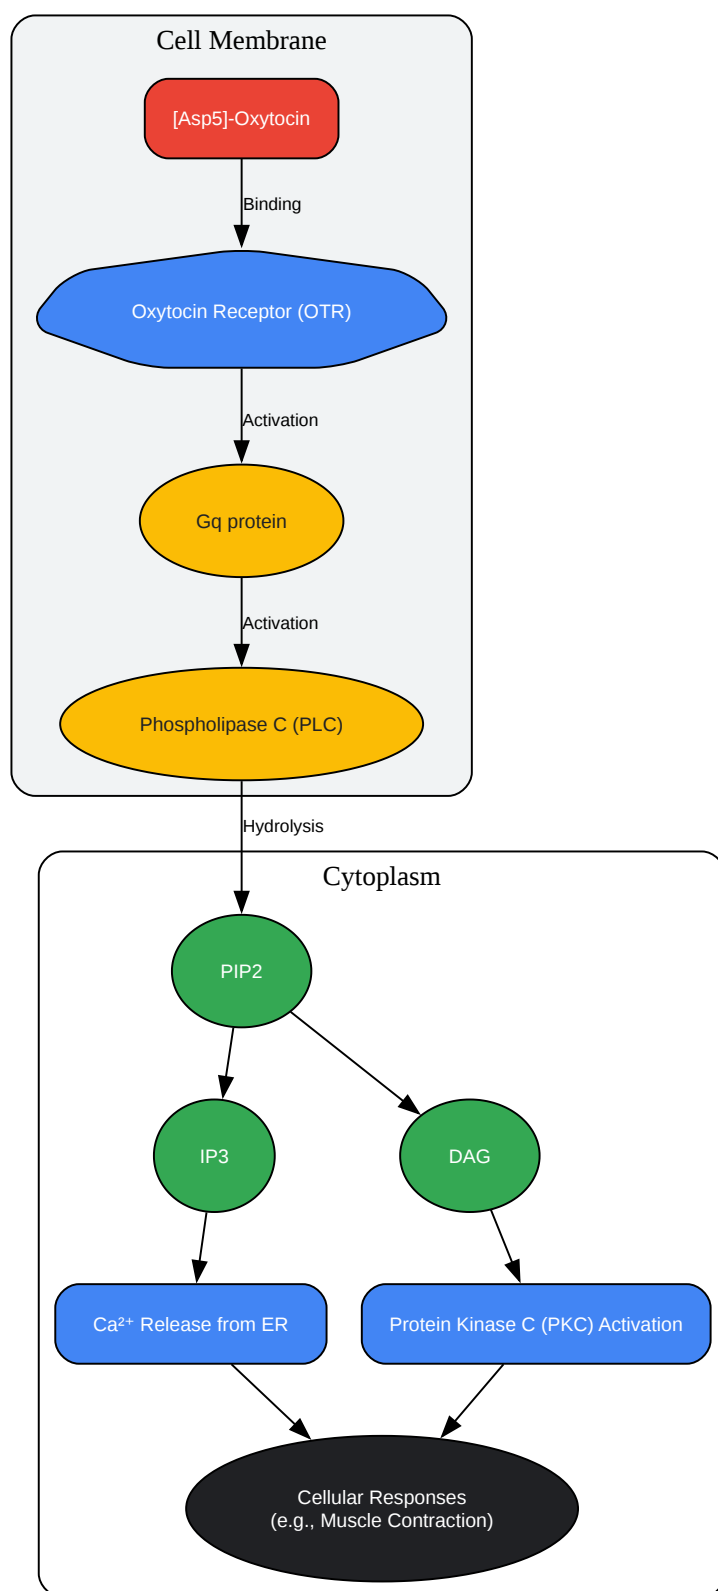 Cell Membrane
[Asp5]-Oxytocin
Binding
Oxytocin Receptor (OTR)
Activation
Gq protein
Activation
Phospholipase C (PLC)
Hydrolysis
Cytoplasm
PIP2
IP3
DAG
Ca²⁺ Release from ER
Protein Kinase C (PKC) Activation
Cellular Responses
(e.g., Muscle Contraction)